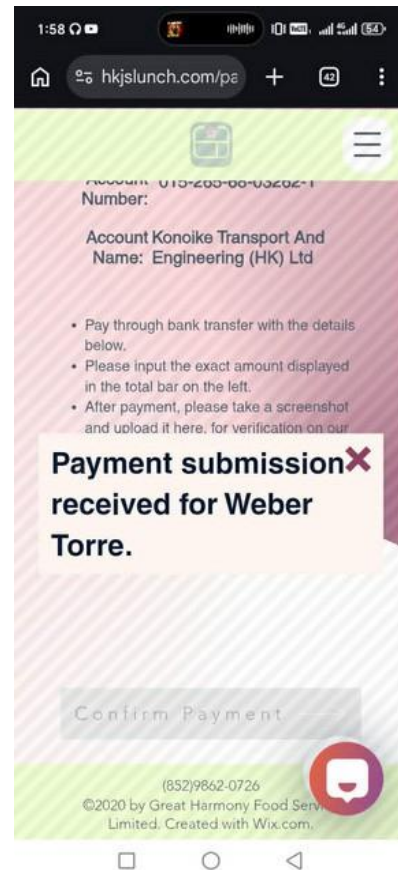 1:58
54
hkjslunch.com/pa
42
Account 015-265-68-03262-1
Number:
Account Konoike Transport And
Name: Engineering (HK) Ltd
• Pay through bank transfer with the details
below.
• Please input the exact amount displayed
in the total bar on the left.
• After payment, please take a screenshot
and upload it here, for verification on our
Payment submission
received for Weber
Torre.
Confirm Payment
(852)9862-0726
©2020 by Great Harmony Food Serv
Limited. Created with Wix.com.